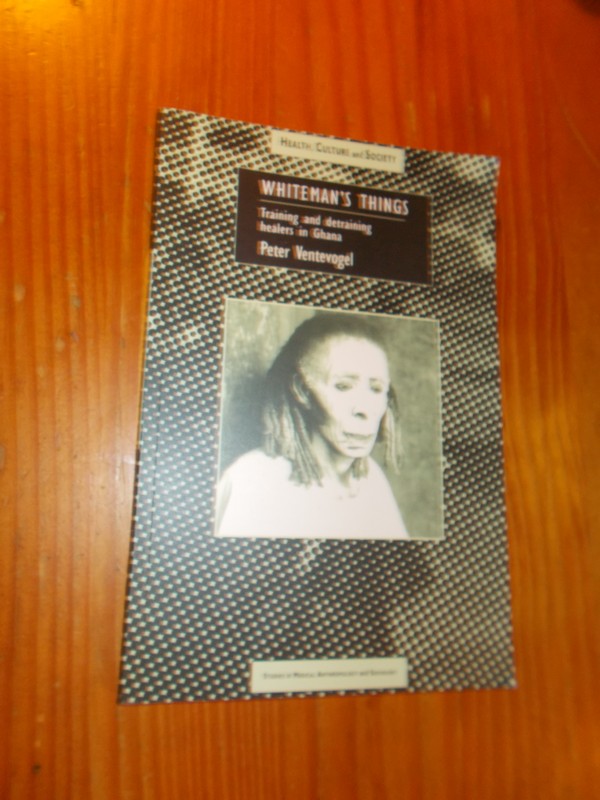 HEALTH, CULTURE and SOCIETY
WHITEMAN'S THINGS
Training and detraining
healers in Ghana
Peter Ventevogel
STUDIES IN MEDICAL ANTHROPOLOGY and SOCIOLOGY